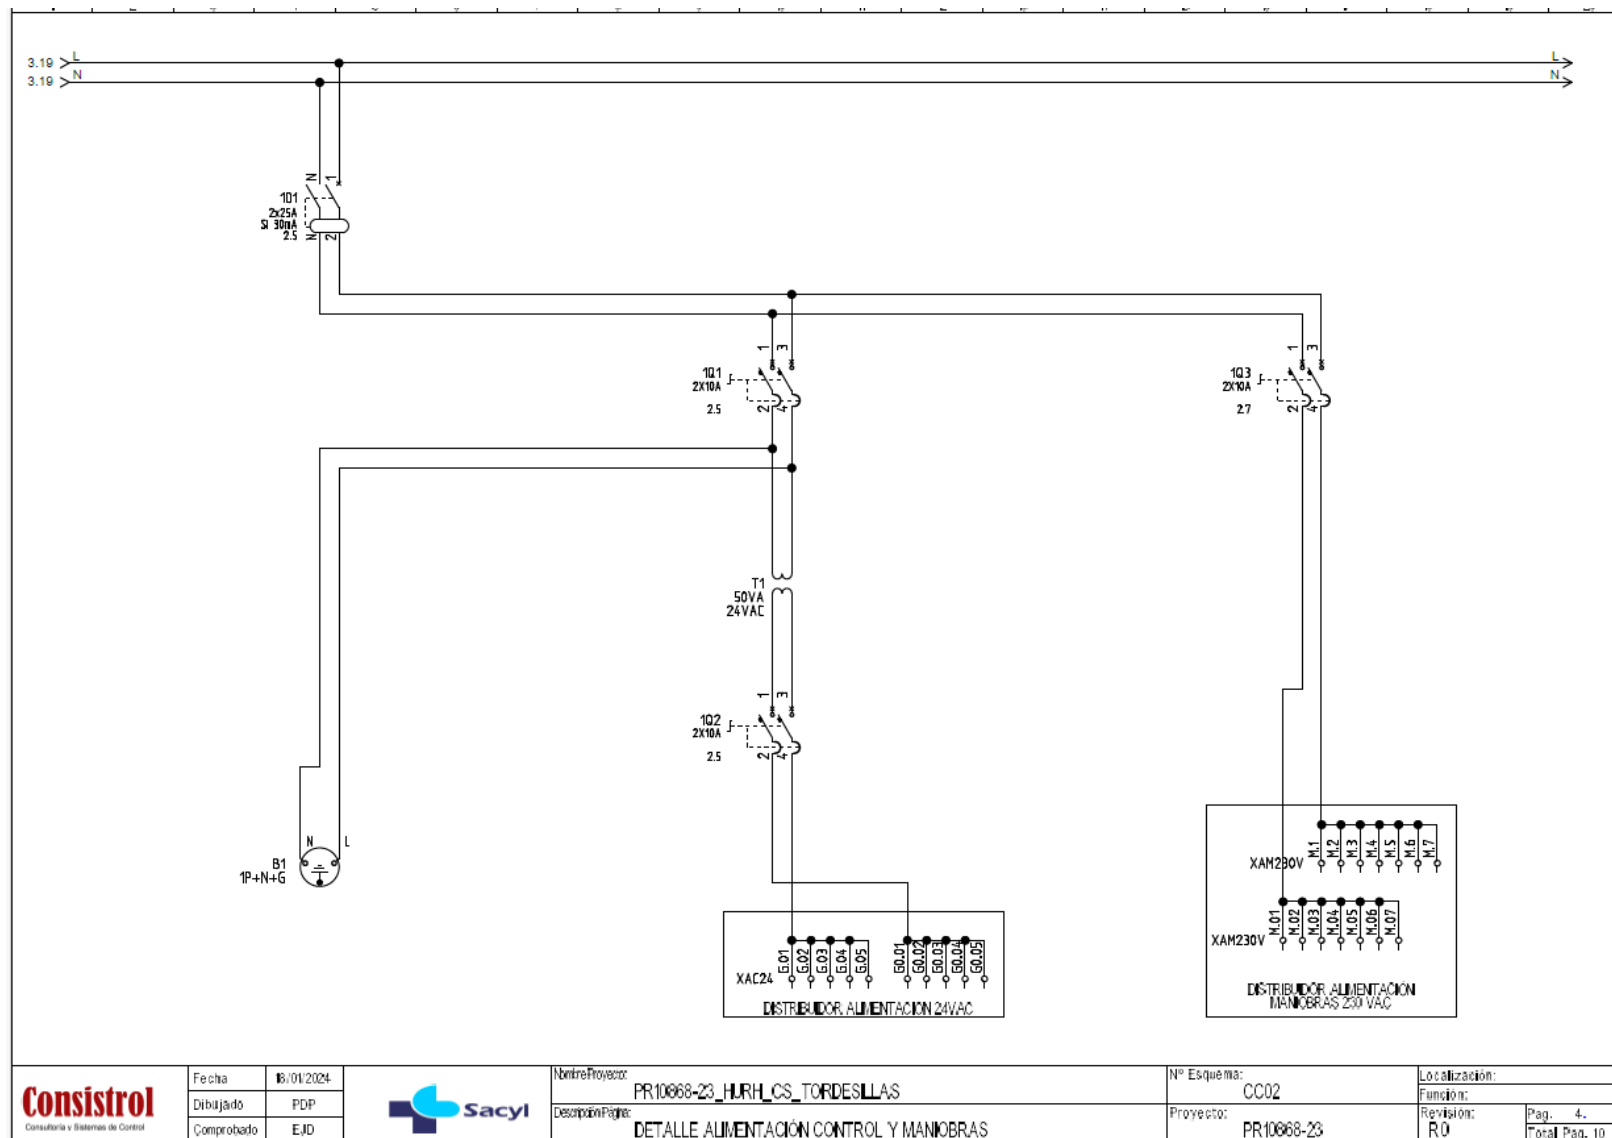 3.19 L L
3.19 N N
N 1
1D1
2x25A
SI 30mA
2.5 N 2
1 3 1 3
1Q1 1Q3
2X10A 2X10A
2.5 2 4 2.7 2 4
T1
50VA
24VAC
1 3
1Q2
2X10A
2.5 2 4
N L
B1
1P+N+G
XAM230V M.1 M.2 M.3 M.4 M.5 M.6 M.7
XAM230V M.01 M.02 M.03 M.04 M.05 M.06 M.07
XAC24 G.01 G.02 G.03 G.04 G.05 G0.01 G0.02 G0.03 G0.04 G0.05
DISTRIBUIDOR ALIMENTACIÓN
MANIOBRAS 230 VAC
DISTRIBUIDOR ALIMENTACION 24VAC
Consistrol
Consultoría y Sistemas de Control
Fecha 18/01/2024
Dibujado PDP
Comprobado EJD
Sacyl
Nombre Proyecto:
PR10868-23_HURH_CS_TORDESILLAS
Descripción Página:
DETALLE ALIMENTACIÓN CONTROL Y MANIOBRAS
Nº Esquema:
CC02
Proyecto:
PR10868-23
Localización:
Función:
Revisión:
R0
Pag. 4.
Total Pag. 10